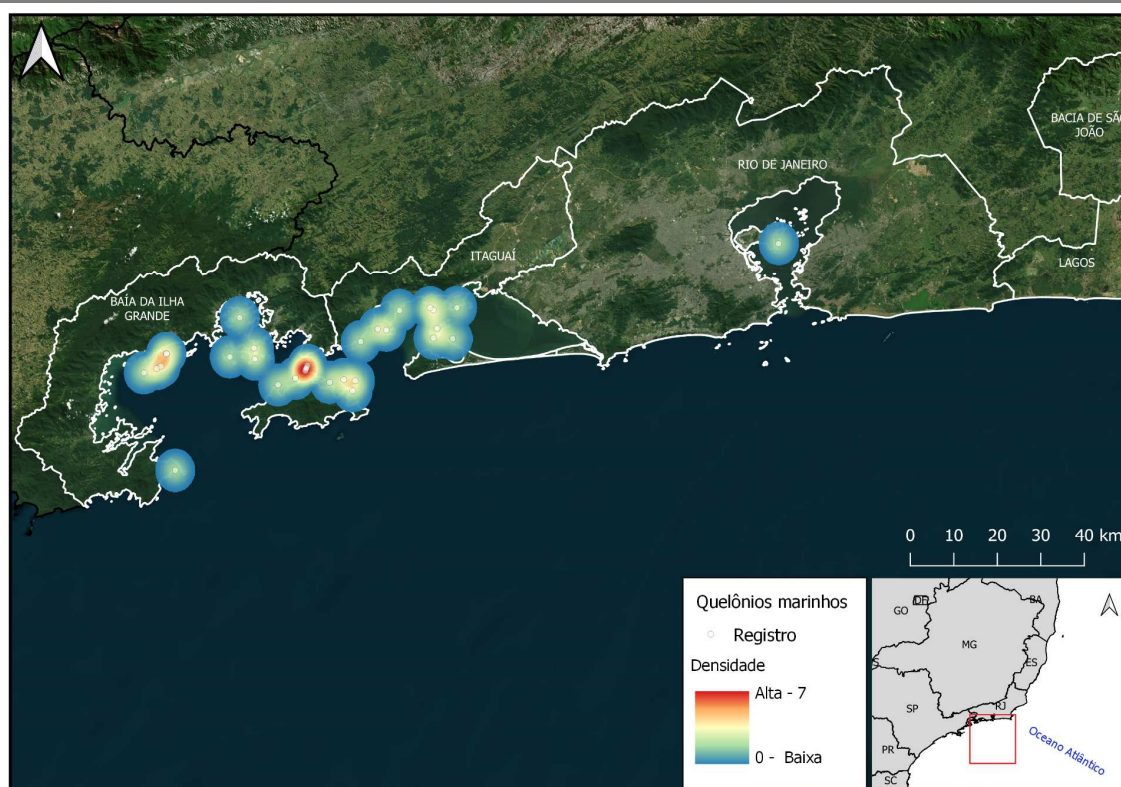 BACIA DE SÃ
JOÃO
RIO DE JANEIRO
ITAGUAÍ
LAGOS
BAÍA DA ILHA
GRANDE
0 10 20 30 40 km
Quelônios marinhos
Registro
Densidade
Alta - 7
0 - Baixa
GO
DF
BA
MG
ES
SP
RJ
PR
SC
Oceano Atlântico